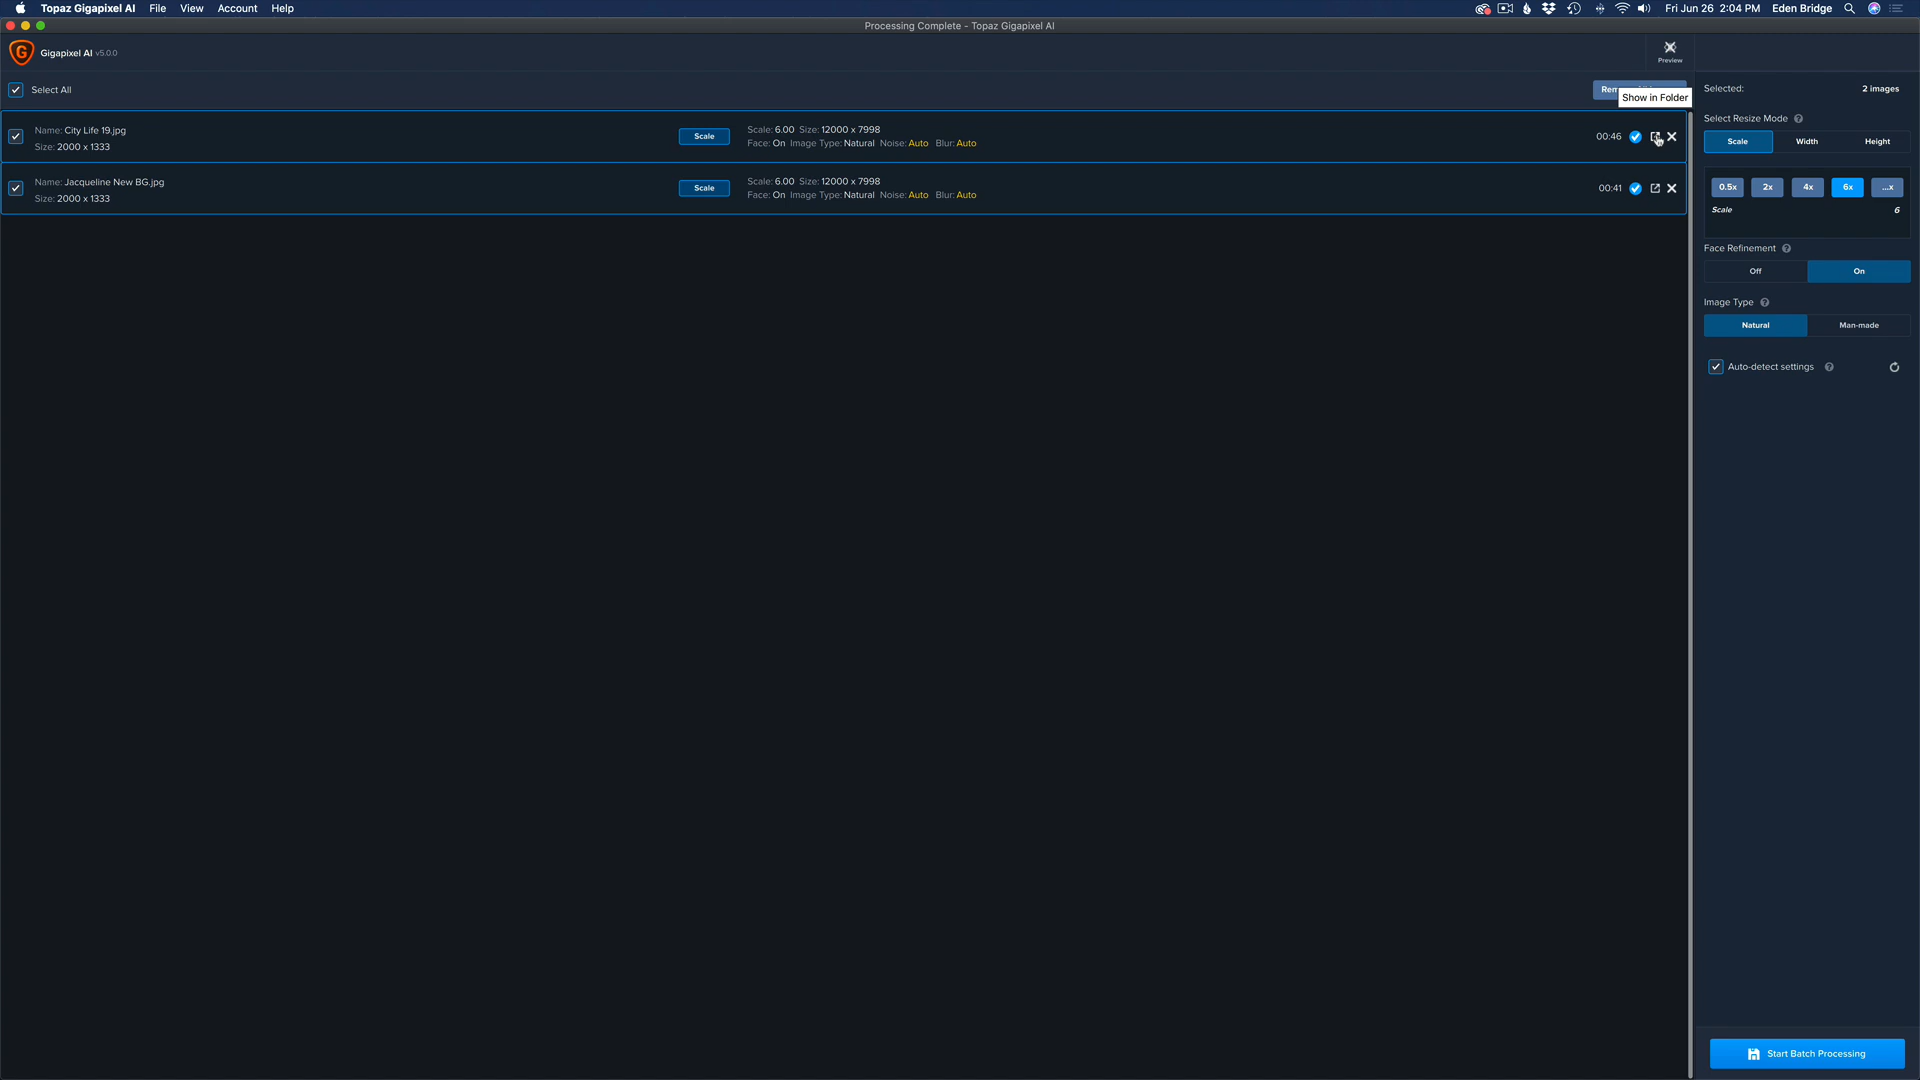 Topaz Gigapixel AI File View Account Help Fri Jun 26 2:04 PM Eden Bridge
Processing Complete - Topaz Gigapixel AI
Gigapixel AI v5.0.0
Preview
Select All
Show in Folder
Selected: 2 images
Name: City Life 19.jpg
Size: 2000 x 1333
Scale
Scale: 6.00 Size: 12000 x 7998
Face: On Image Type: Natural Noise: Auto Blur: Auto
00:46
Name: Jacqueline New BG.jpg
Size: 2000 x 1333
Scale
Scale: 6.00 Size: 12000 x 7998
Face: On Image Type: Natural Noise: Auto Blur: Auto
00:41
Select Resize Mode ?
Scale Width Height
0.5x 2x 4x 6x ...x
Scale 6
Face Refinement ?
Off On
Image Type ?
Natural Man-made
Auto-detect settings ?
Start Batch Processing